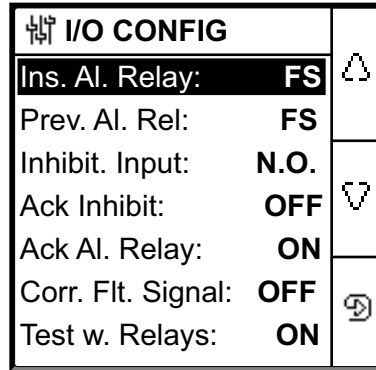 I/O CONFIG
Ins. Al. Relay: FS
Prev. Al. Rel: FS
Inhibit. Input: N.O.
Ack Inhibit: OFF
Ack Al. Relay: ON
Corr. Flt. Signal: OFF
Test w. Relays: ON